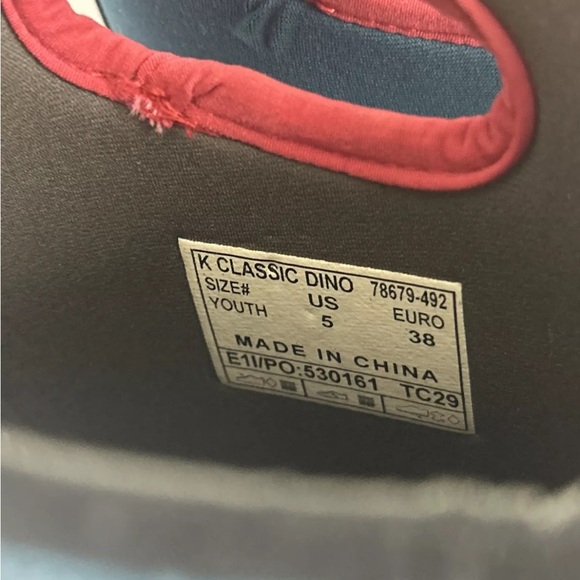 K CLASSIC DINO 78679-492
SIZE# US EURO
YOUTH 5 38
MADE IN CHINA
E1I/PO:530161 TC29